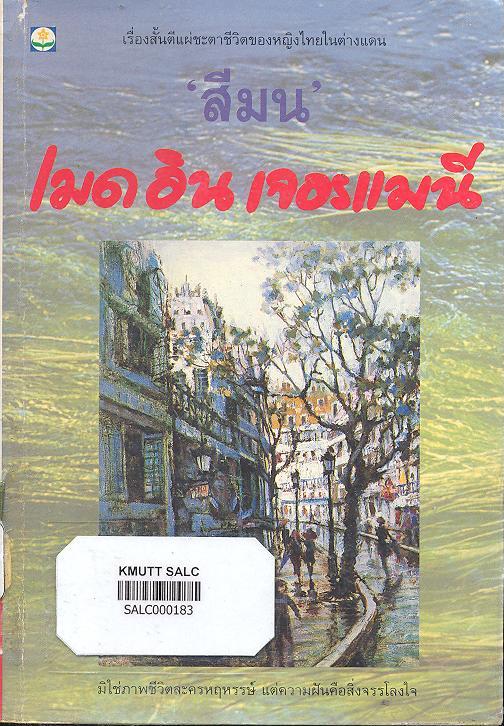 เรื่องสั้นตีแผ่ชะตาชีวิตของหญิงไทยในต่างแดน
'สีมน'
เมด อิน เจอรแมนี
KMUTT SALC
SALC000183
มิใช่ภาพชีวิตละครหฤหรรษ์ แต่ความฝันคือสิ่งจรรโลงใจ